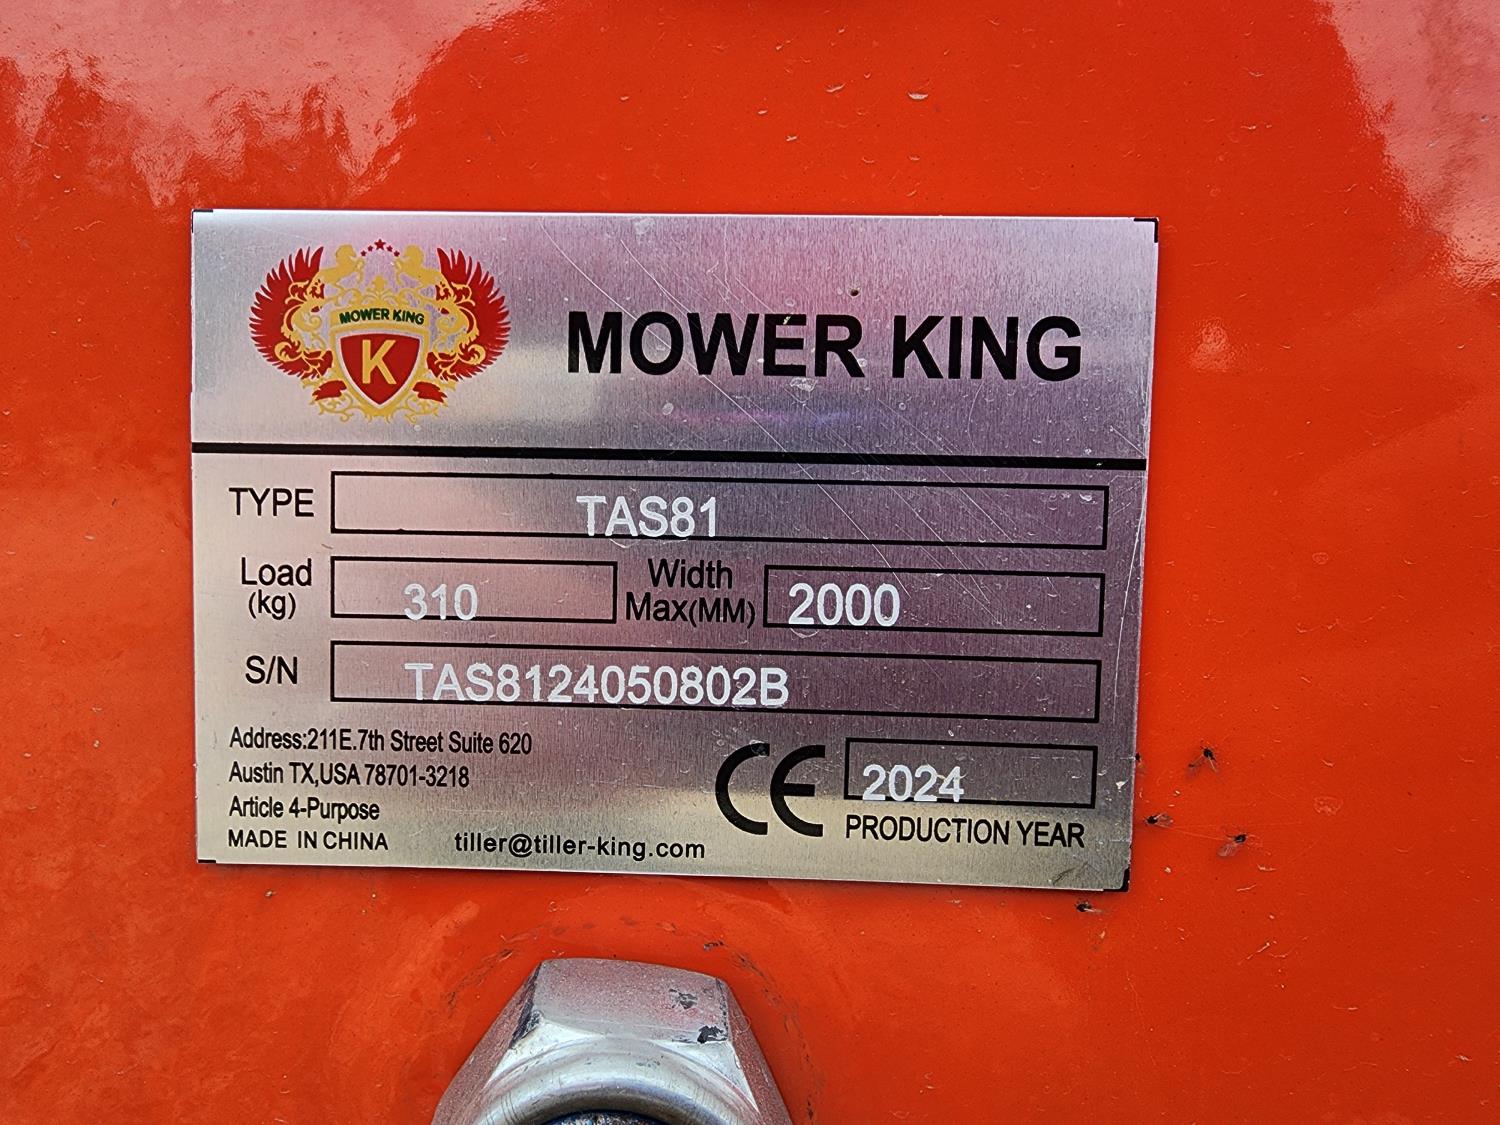 MOWER KING
K
MOWER KING
TYPE TAS81
Load (kg) 310 Width Max(MM) 2000
S/N TAS8124050802B
Address:211E.7th Street Suite 620
Austin TX,USA 78701-3218
Article 4-Purpose
MADE IN CHINA
tiller@tiller-king.com
CE
2024
PRODUCTION YEAR